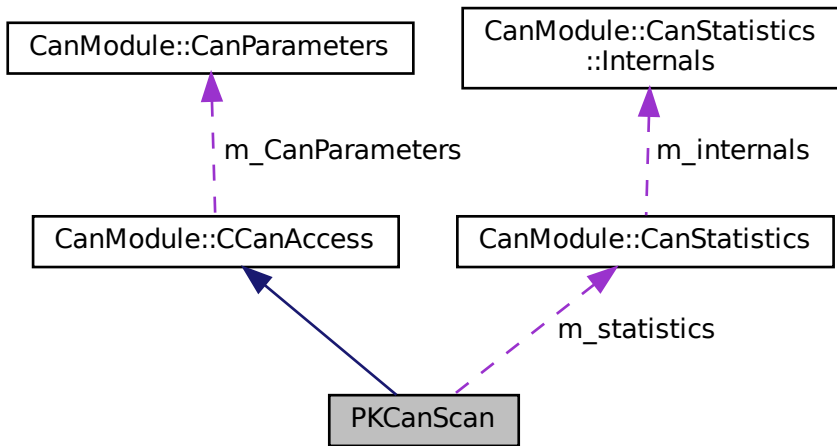 CanModule::CanParameters
CanModule::CanStatistics
::Internals
m_CanParameters
m_internals
CanModule::CCanAccess
CanModule::CanStatistics
m_statistics
PKCanScan